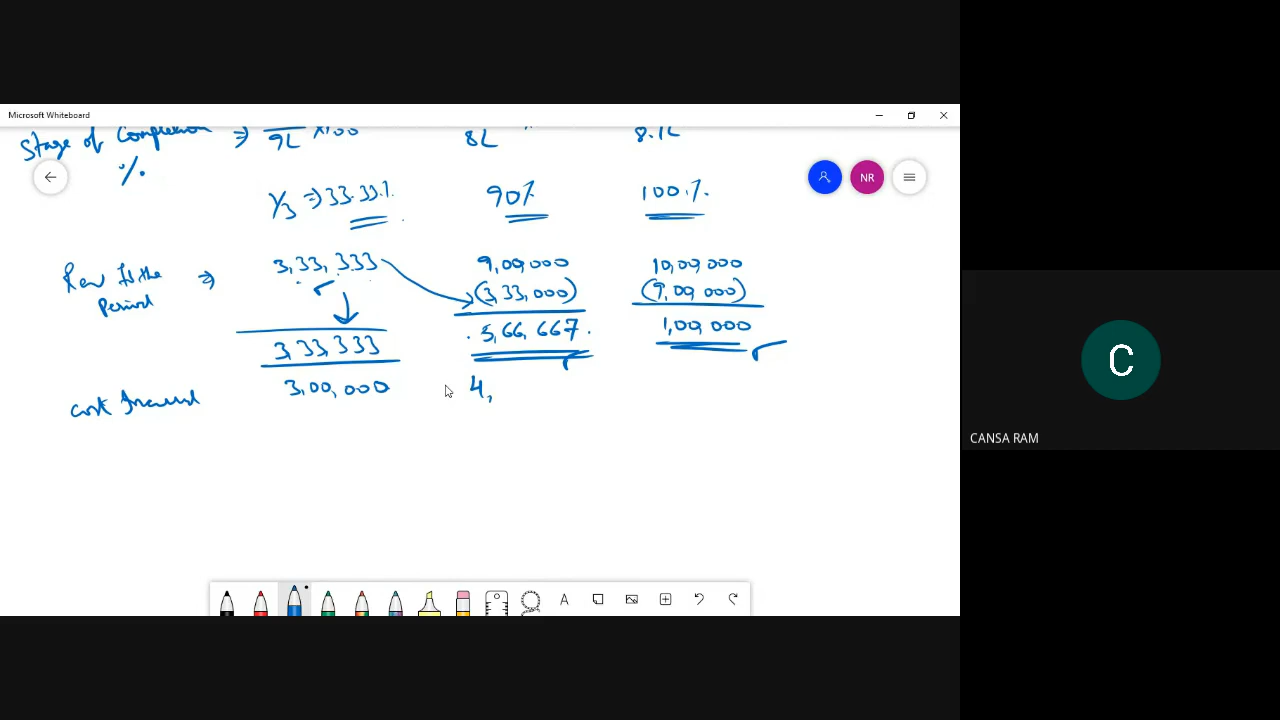 Microsoft Whiteboard
Stage of Completion ⇒ 9L ×100 8L 8.1L
%.
1/3 ⇒ 33.33% 90% 100%.
3,33,333 9,00,000 10,00,000
Rev for the ⇒ (3,33,000) (9,00,000)
Period
5,66,667 1,00,000
3,33,333
cost Incurred 3,00,000 4,
NR
C
CANSA RAM
A